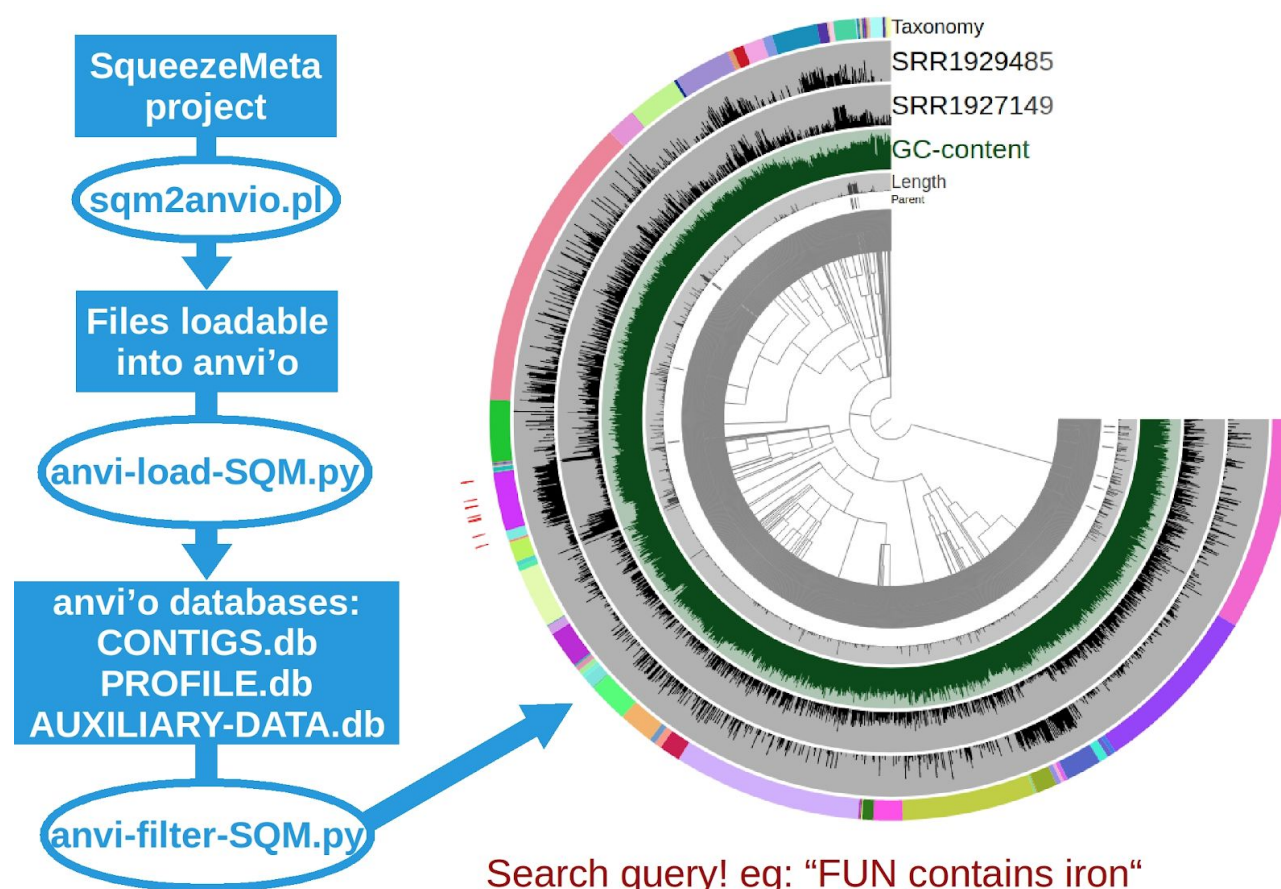 SqueezeMeta
project
sqm2anvio.pl
Files loadable
into anvi’o
anvi-load-SQM.py
anvi’o databases:
CONTIGS.db
PROFILE.db
AUXILIARY-DATA.db
anvi-filter-SQM.py
Taxonomy
SRR1929485
SRR1927149
GC-content
Length
Parent
Search query! eg: “FUN contains iron“